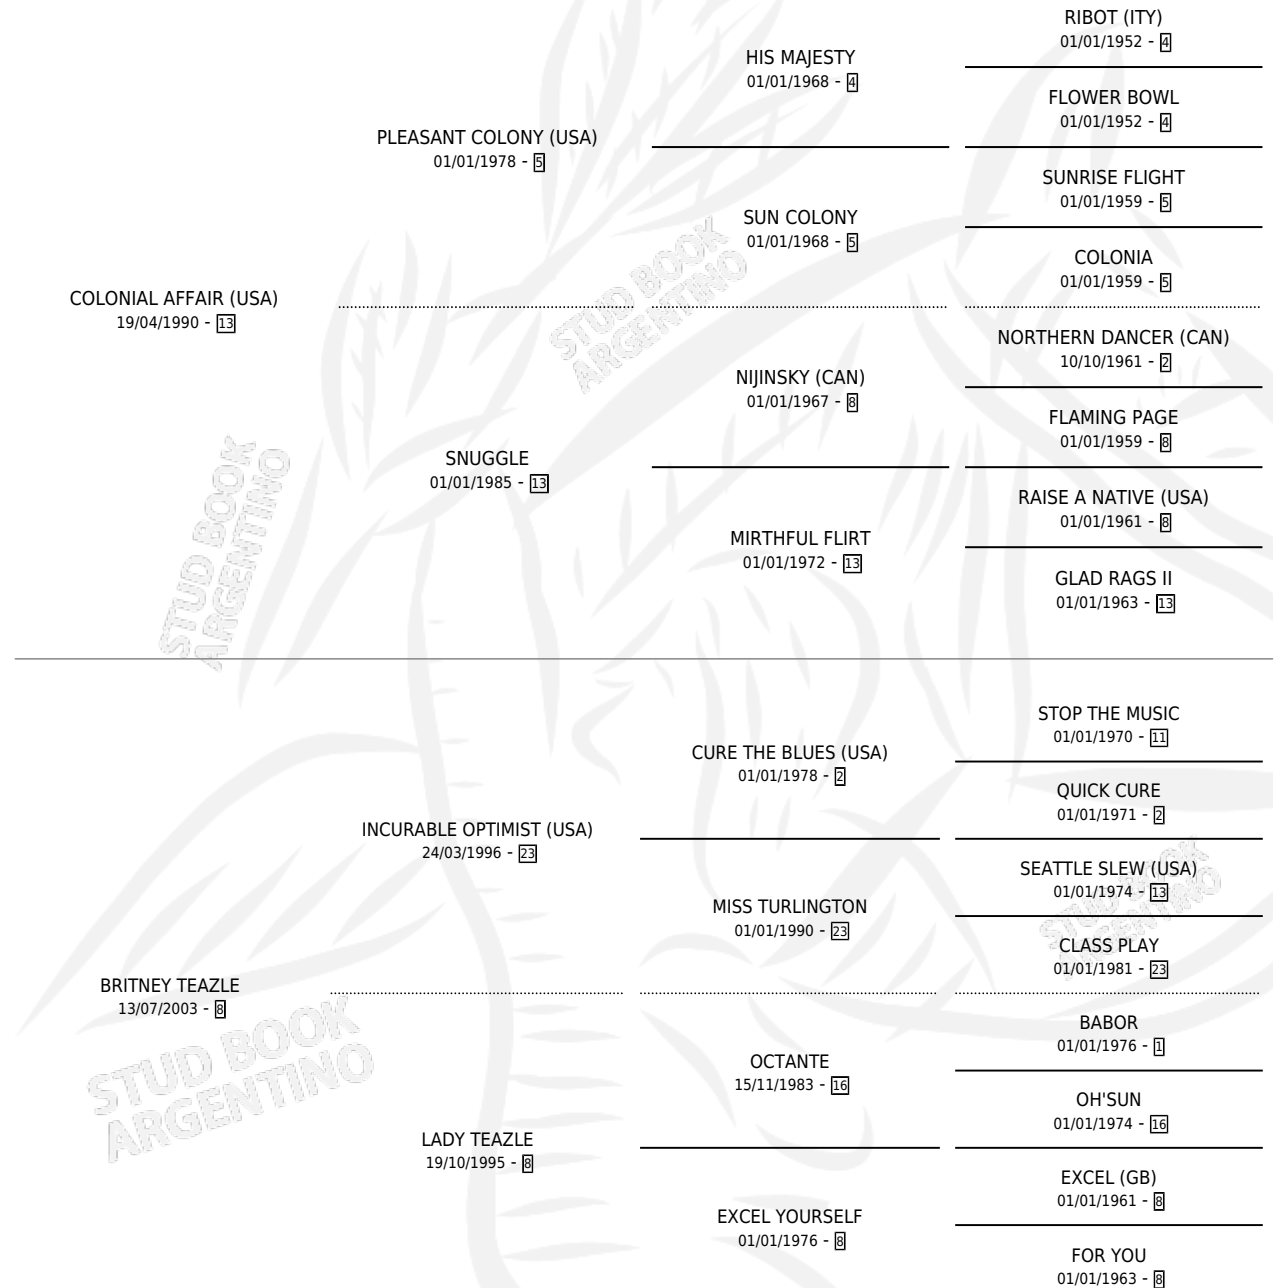 RIBOT (ITY)
01/01/1952 - 4
HIS MAJESTY
01/01/1968 - 4
FLOWER BOWL
01/01/1952 - 4
PLEASANT COLONY (USA)
01/01/1978 - 5
SUNRISE FLIGHT
01/01/1959 - 5
SUN COLONY
01/01/1968 - 5
COLONIA
01/01/1959 - 5
COLONIAL AFFAIR (USA)
19/04/1990 - 13
NORTHERN DANCER (CAN)
10/10/1961 - 2
NIJINSKY (CAN)
01/01/1967 - 8
FLAMING PAGE
01/01/1959 - 8
SNUGGLE
01/01/1985 - 13
RAISE A NATIVE (USA)
01/01/1961 - 8
MIRTHFUL FLIRT
01/01/1972 - 13
GLAD RAGS II
01/01/1963 - 13
STOP THE MUSIC
01/01/1970 - 11
CURE THE BLUES (USA)
01/01/1978 - 2
QUICK CURE
01/01/1971 - 2
INCURABLE OPTIMIST (USA)
24/03/1996 - 23
SEATTLE SLEW (USA)
01/01/1974 - 13
MISS TURLINGTON
01/01/1990 - 23
CLASS PLAY
01/01/1981 - 23
BRITNEY TEAZLE
13/07/2003 - 8
BABOR
01/01/1976 - 1
OCTANTE
15/11/1983 - 16
OH'SUN
01/01/1974 - 16
LADY TEAZLE
19/10/1995 - 8
EXCEL (GB)
01/01/1961 - 8
EXCEL YOURSELF
01/01/1976 - 8
FOR YOU
01/01/1963 - 8
STUD BOOK
ARGENTINO
STUD BOOK
ARGENTINO
STUD BOOK
ARGENTINO
STUD BOOK
ARGENTINO